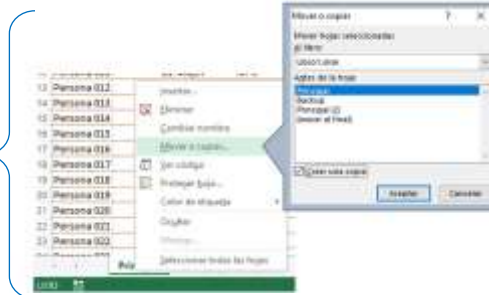 Mover o copiar
? X
Mover hojas seleccionadas
Al libro:
Antes de la hoja:
Principal
Backup
Principal (2)
(mover al final)
Crear una copia
Aceptar
Cancelar
Insertar...
Eliminar
Cambiar nombre
Mover o copiar...
Ver código
Proteger hoja...
Color de etiqueta
Ocultar
Mostrar...
Seleccionar todas las hojas
13 Persona 012
14 Persona 013
15 Persona 014
16 Persona 015
17 Persona 016
18 Persona 017
19 Persona 018
20 Persona 019
21 Persona 020
22 Persona 021
23 Persona 022
LISTO